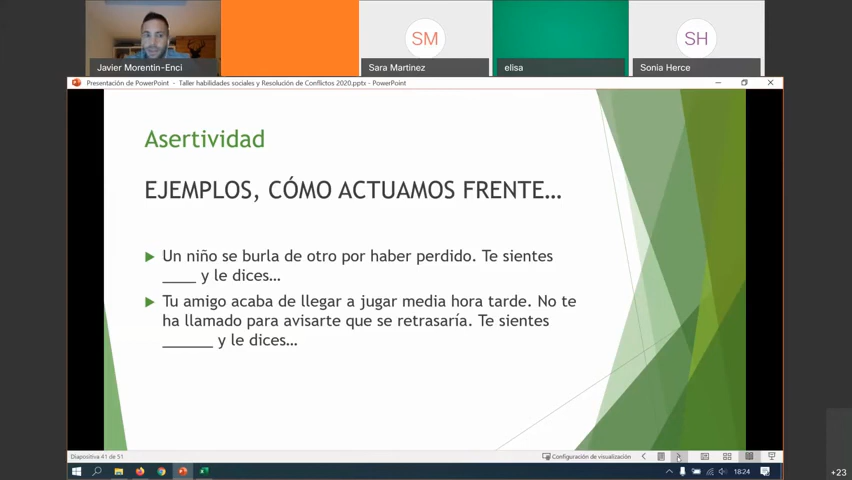 SM
SH
Javier Morentin-Enci
Sara Martinez
elisa
Sonia Herce
Presentación de PowerPoint - Taller habilidades sociales y Resolución de Conflictos 2020.pptx - PowerPoint
Asertividad
EJEMPLOS, CÓMO ACTUAMOS FRENTE...
Un niño se burla de otro por haber perdido. Te sientes
____ y le dices...
Tu amigo acaba de llegar a jugar media hora tarde. No te
ha llamado para avisarte que se retrasaría. Te sientes
______ y le dices...
Diapositiva 41 de 51
Configuración de visualización
18:24
+23